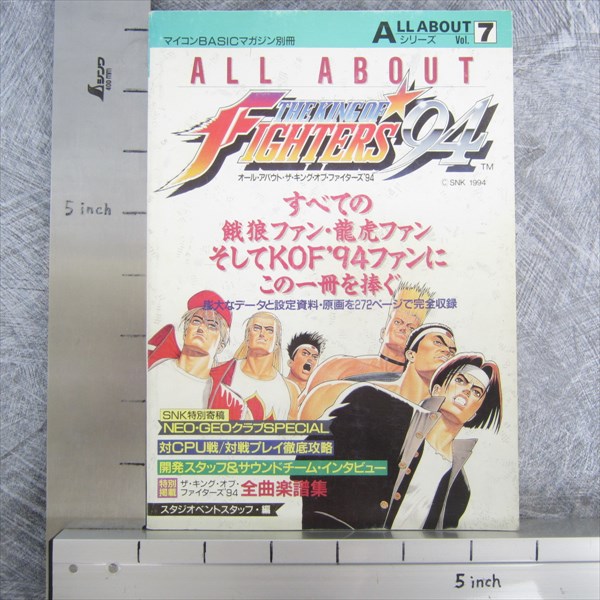 マイコンBASICマガジン別冊
ALL ABOUT
シリーズ Vol. 7
ALL ABOUT
THE KING OF
FIGHTERS '94
TM
オール・アバウト・ザ・キング・オブ・ファイターズ'94
© SNK 1994
すべての
餓狼ファン・龍虎ファン
そしてKOF'94ファンに
この一冊を捧ぐ
大なデータと設定資料・原画を272ページで完全収録
SNK特別寄稿
NEO・GEOクラブSPECIAL
対CPU戦/対戦プレイ徹底攻略
開発スタッフ&サウンドチーム・インタビュー
特別掲載 ザ・キング・オブ・ファイターズ'94 全曲楽譜集
スタジオベントスタッフ・編
シンワ
5 inch
5 inch